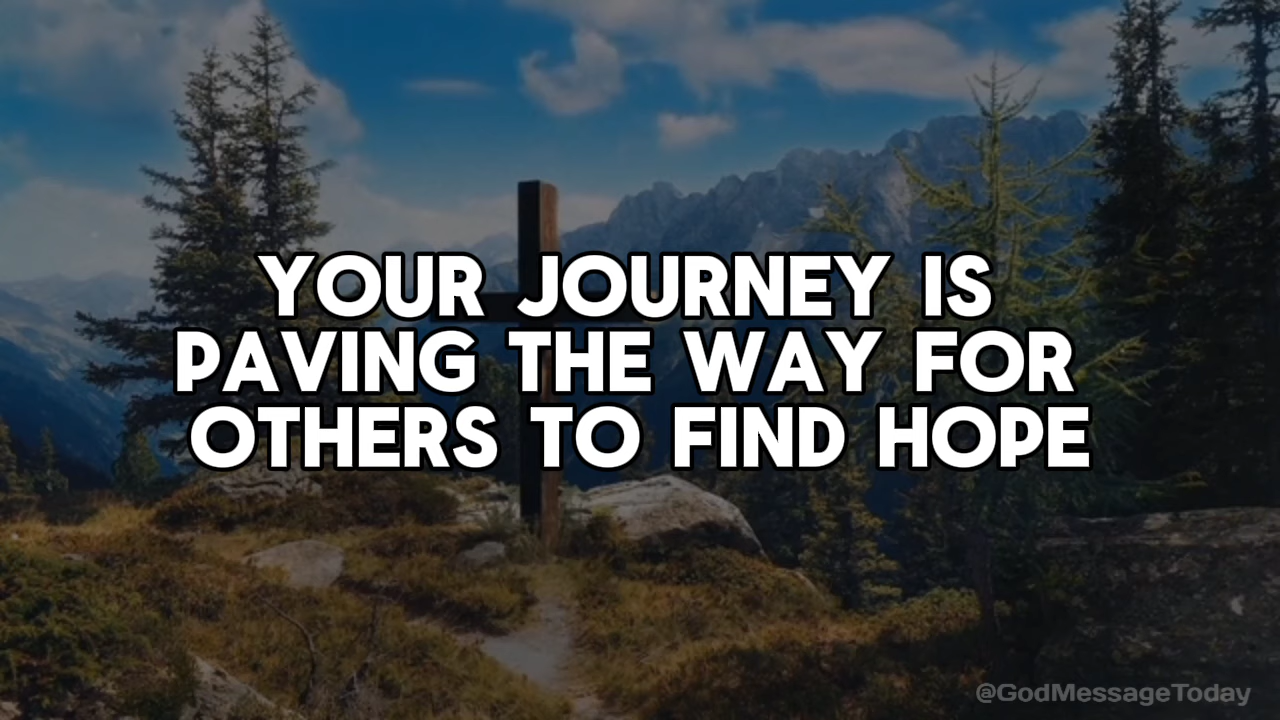 YOUR JOURNEY IS
PAVING THE WAY FOR
OTHERS TO FIND HOPE
@GodMessageToday